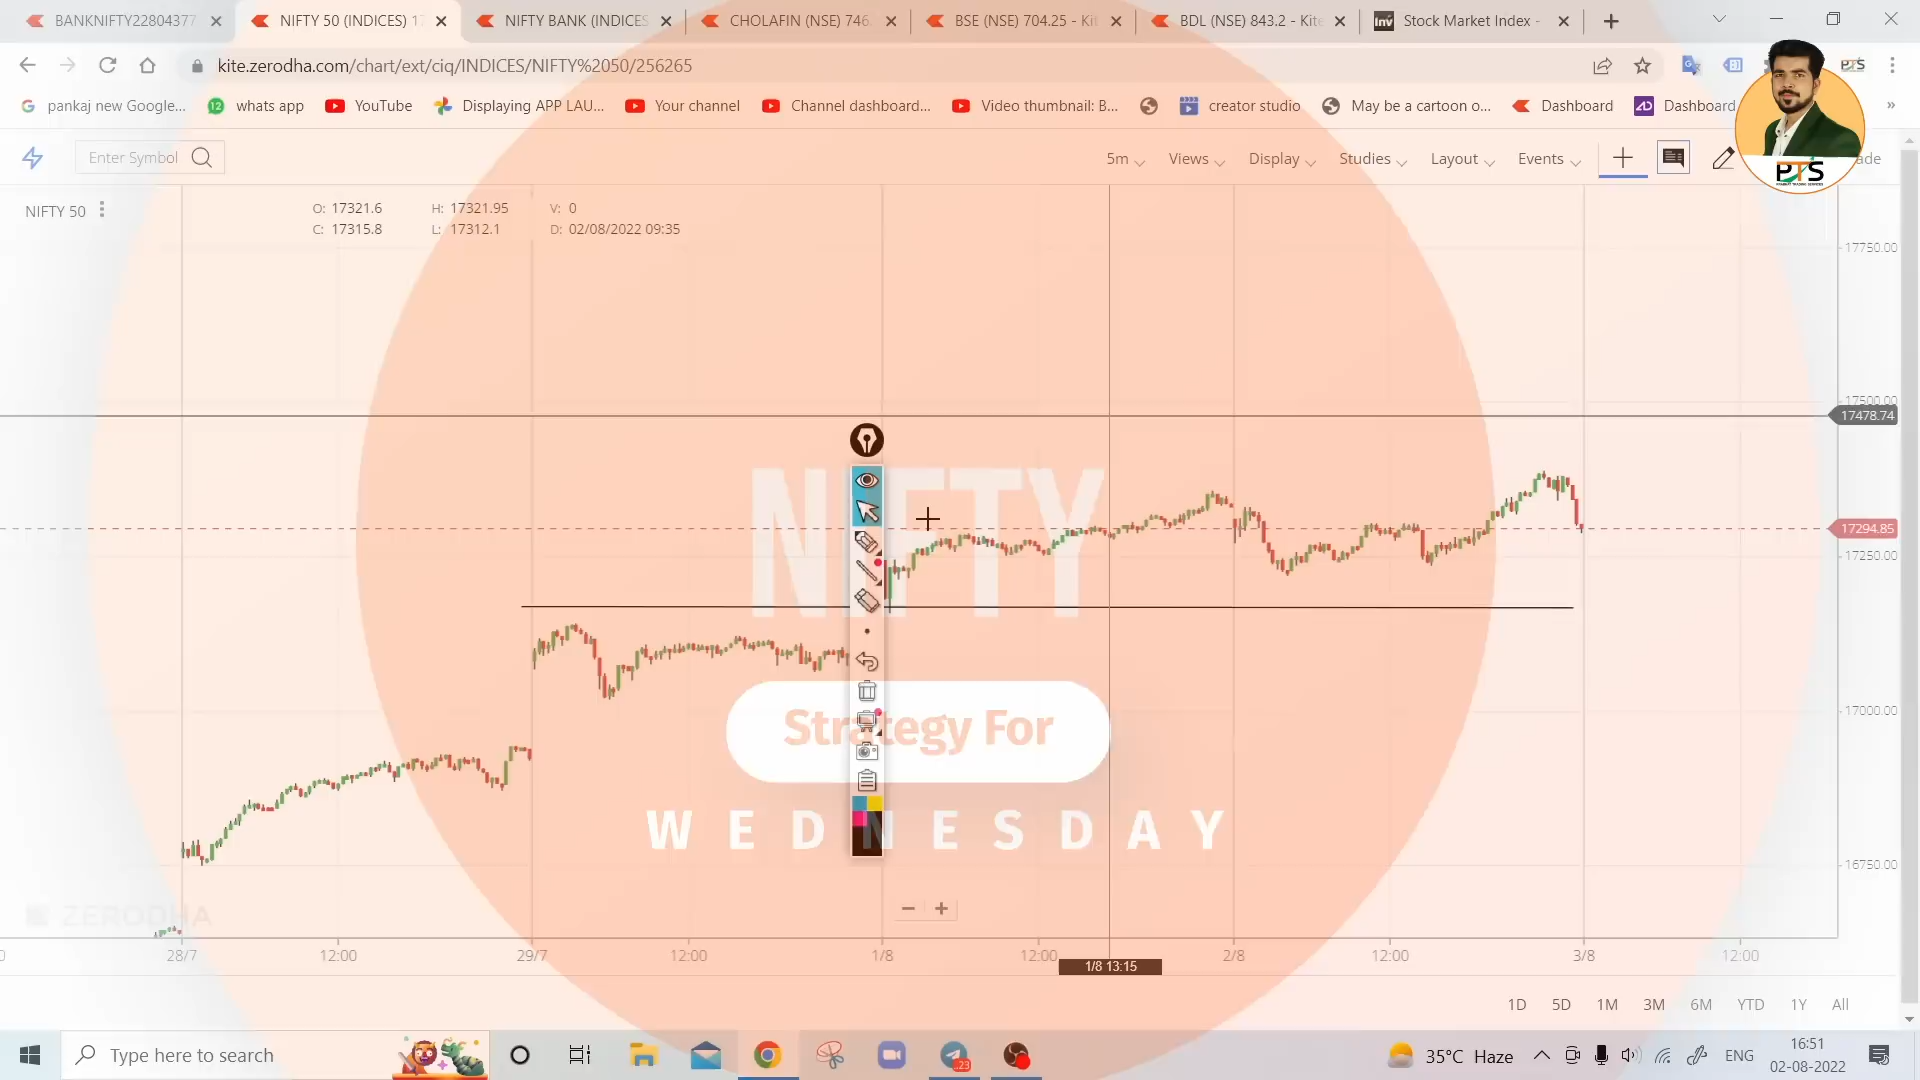 BANKNIFTY22804377
NIFTY 50 (INDICES) 17
NIFTY BANK (INDICES
CHOLAFIN (NSE) 746.
BSE (NSE) 704.25 - Kit
BDL (NSE) 843.2 - Kite
Inv Stock Market Index -
kite.zerodha.com/chart/ext/ciq/INDICES/NIFTY%2050/256265
PTS
pankaj new Google...
12 whats app
YouTube
Displaying APP LAU...
Your channel
Channel dashboard...
Video thumbnail: B...
creator studio
May be a cartoon o...
Dashboard
Dashboard
Enter Symbol
5m
Views
Display
Studies
Layout
Events
ade
PTS
NIFTY 50
O: 17321.6 H: 17321.95 V: 0
C: 17315.8 L: 17312.1 D: 02/08/2022 09:35
17750.00
17500.00
17478.74
17294.85
17250.00
17000.00
16750.00
NIFTY
Strategy For
WEDNESDAY
ZERODHA
28/7 12:00 29/7 12:00 1/8 12:00 2/8 12:00 3/8 12:00
1/8 13:15
1D 5D 1M 3M 6M YTD 1Y All
Type here to search
35°C Haze
ENG
16:51
02-08-2022